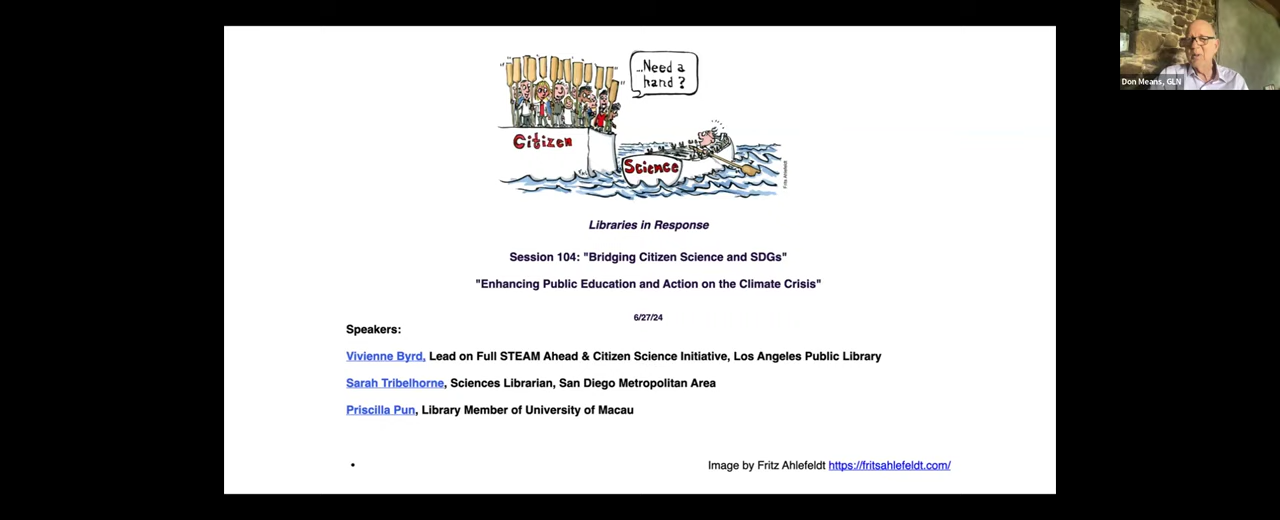 ...Need a
hand?
Citizen
Science
Fritz Ahlefeldt
Libraries in Response
Session 104: "Bridging Citizen Science and SDGs"
"Enhancing Public Education and Action on the Climate Crisis"
6/27/24
Speakers:
Vivienne Byrd, Lead on Full STEAM Ahead & Citizen Science Initiative, Los Angeles Public Library
Sarah Tribelhorne, Sciences Librarian, San Diego Metropolitan Area
Priscilla Pun, Library Member of University of Macau
Image by Fritz Ahlefeldt https://fritsahlefeldt.com/
Don Means, GLN